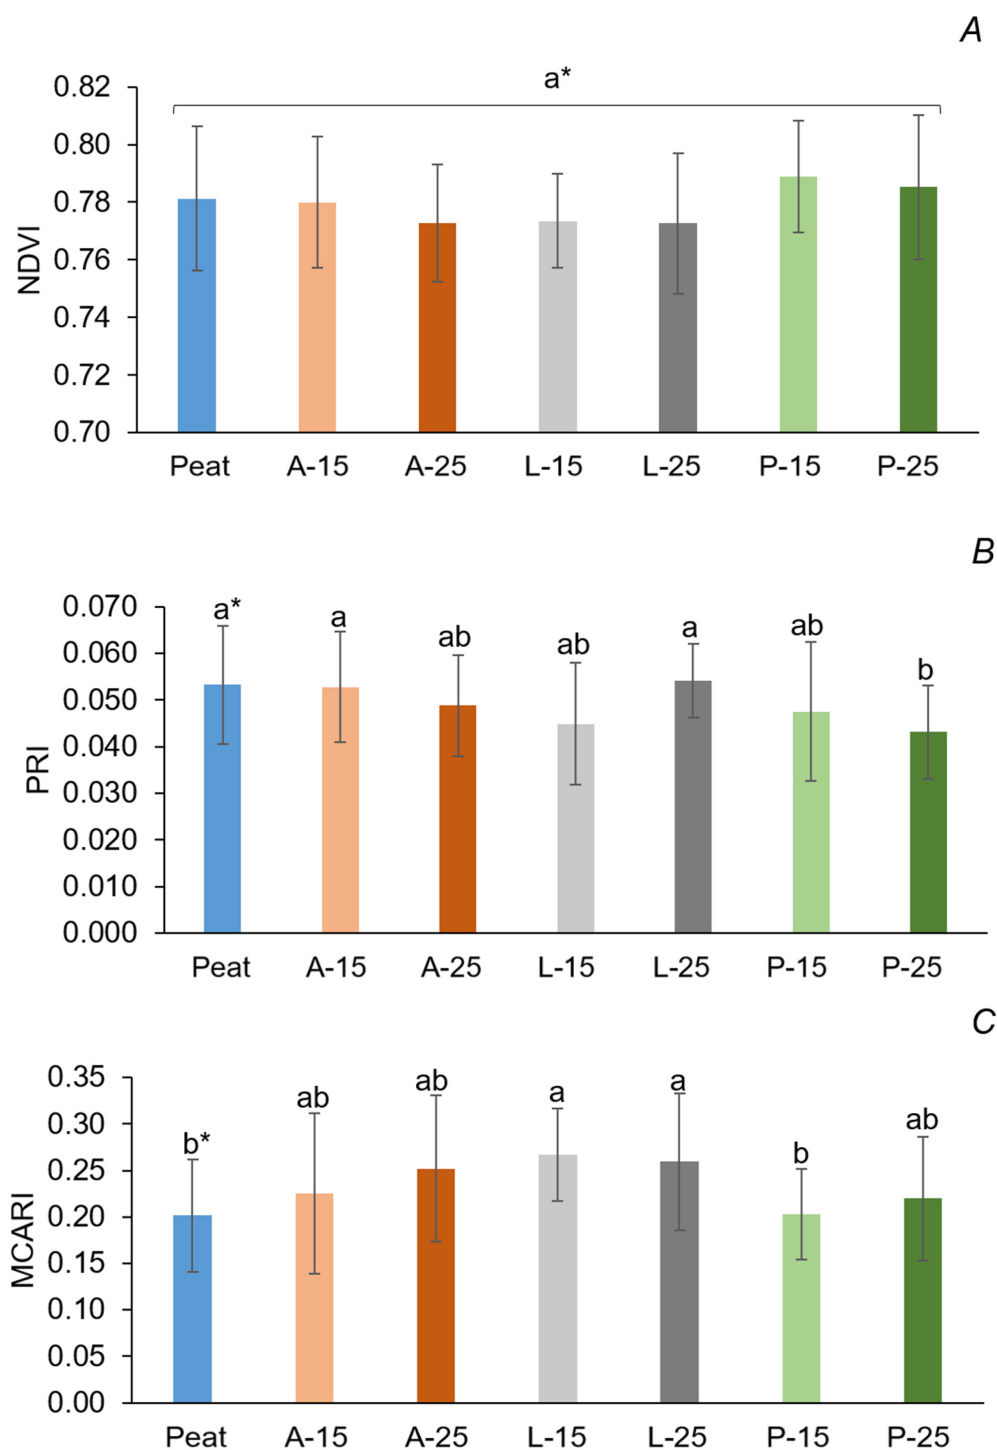 A
a*
0.82
0.80
0.78
0.76
0.74
0.72
0.70
NDVI
Peat A-15 A-25 L-15 L-25 P-15 P-25
B
a* a ab ab a ab b
0.070
0.060
0.050
0.040
0.030
0.020
0.010
0.000
PRI
Peat A-15 A-25 L-15 L-25 P-15 P-25
C
b* ab ab a a b ab
0.35
0.30
0.25
0.20
0.15
0.10
0.05
0.00
MCARI
Peat A-15 A-25 L-15 L-25 P-15 P-25